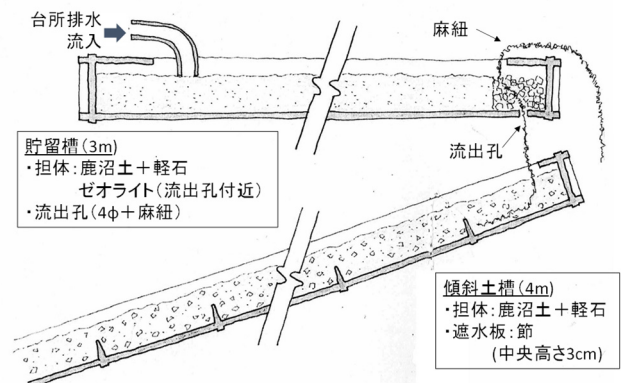 台所排水
流入
麻紐
流出孔
貯留槽(3m)
・担体:鹿沼土＋軽石
ゼオライト(流出孔付近)
・流出孔(4φ＋麻紐)
傾斜土槽(4m)
・担体:鹿沼土＋軽石
・遮水板:節
(中央高さ3cm)